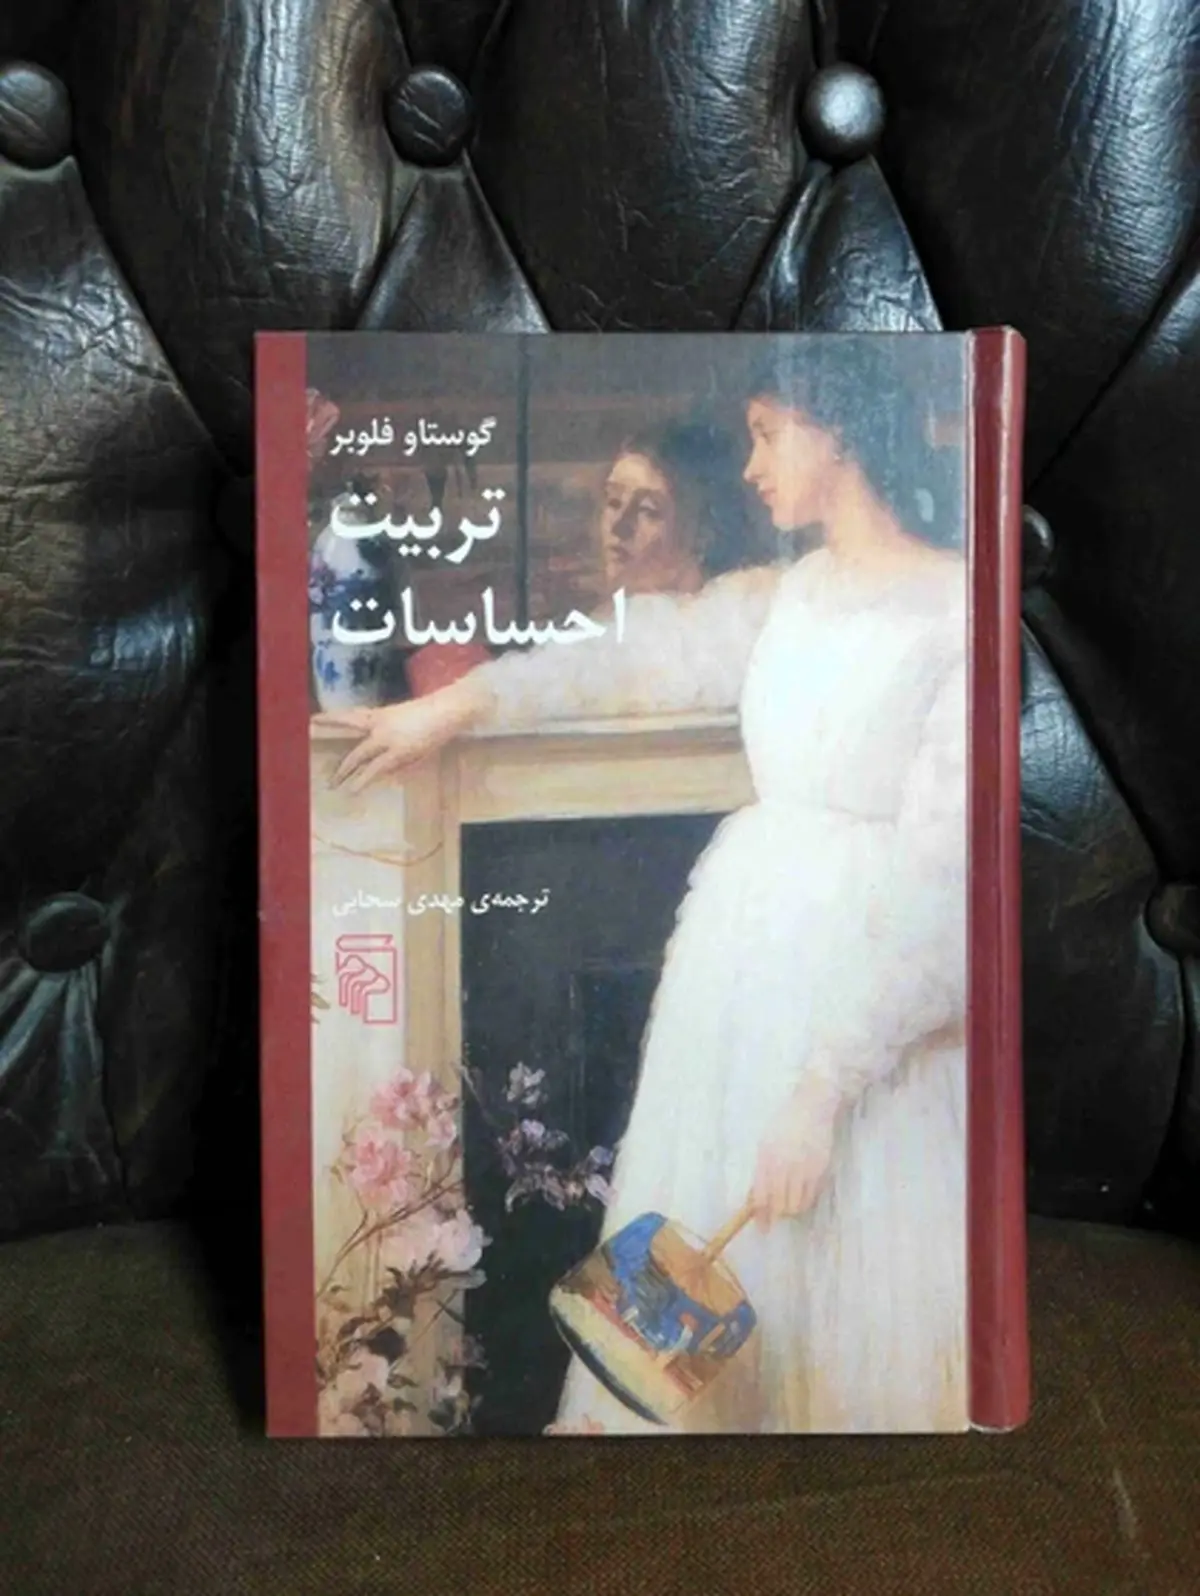 گوستاو فلوبر
تربیت
احساسات
ترجمه‌ی مهدی سحابی